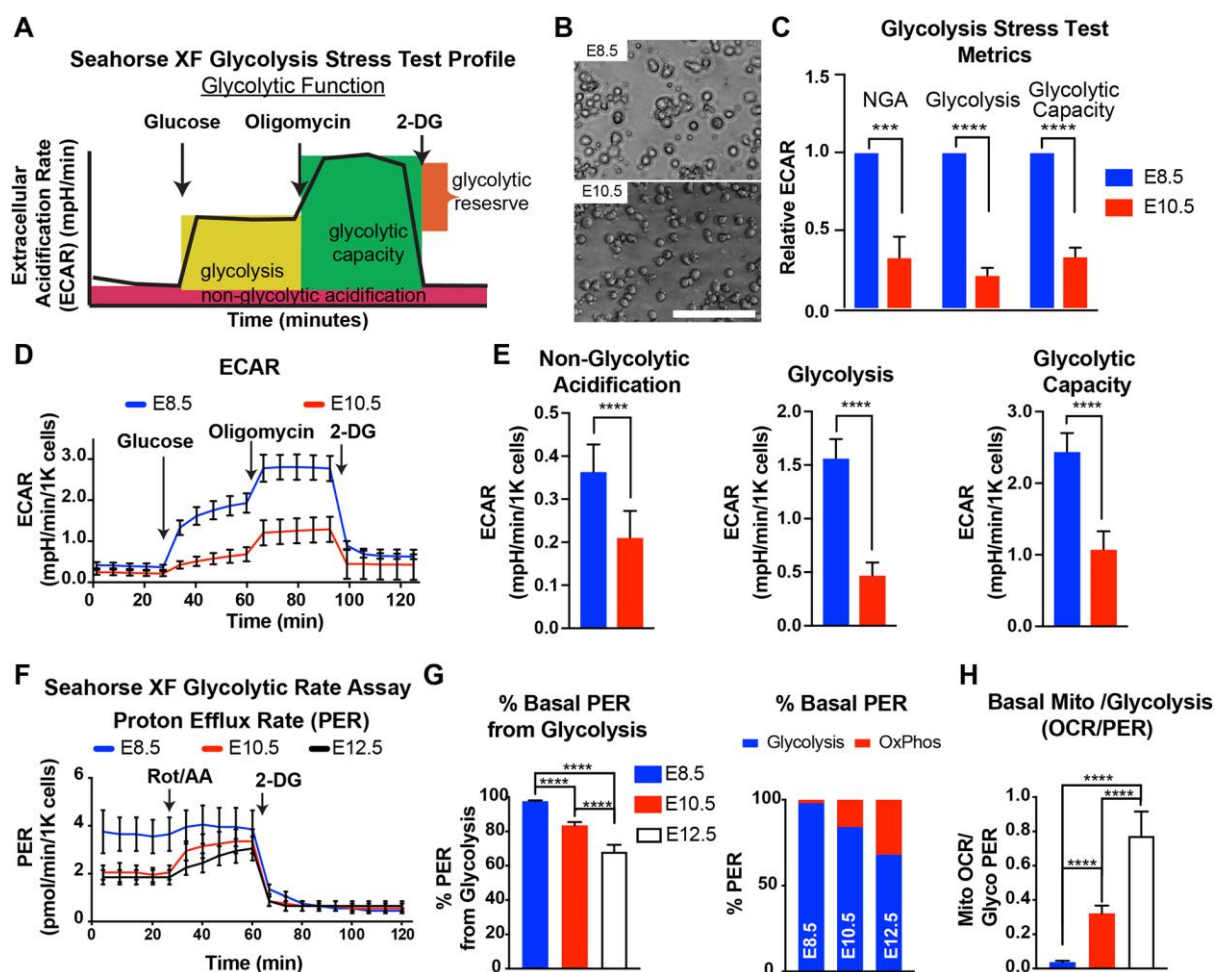 A
Seahorse XF Glycolysis Stress Test Profile
Glycolytic Function
Glucose
Oligomycin
2-DG
Extracellular
Acidification Rate
(ECAR) (mpH/min)
glycolytic
resesrve
glycolytic
capacity
glycolysis
non-glycolytic acidification
Time (minutes)
B
E8.5
E10.5
C
Glycolysis Stress Test
Metrics
Relative ECAR
1.5
1.0
0.5
0.0
NGA
Glycolysis
Glycolytic
Capacity
***
****
****
E8.5
E10.5
D
ECAR
E8.5
E10.5
Glucose
Oligomycin
2-DG
ECAR
(mpH/min/1K cells)
4.0
3.0
2.0
1.0
0.0
0
20
40
60
80
100
120
Time (min)
E
Non-Glycolytic
Acidification
ECAR
(mpH/min/1K cells)
0.5
0.4
0.3
0.2
0.1
0.0
****
Glycolysis
ECAR
(mpH/min/1K cells)
2.0
1.5
1.0
0.5
0.0
****
Glycolytic
Capacity
ECAR
(mpH/min/1K cells)
3.0
2.0
1.0
0.0
****
F
Seahorse XF Glycolytic Rate Assay
Proton Efflux Rate (PER)
E8.5
E10.5
E12.5
Rot/AA
2-DG
PER
(pmol/min/1K cells)
6
4
2
0
0
20
40
60
80
100
120
Time (min)
G
% Basal PER
from Glycolysis
% PER
from Glycolysis
100
80
60
40
20
0
****
****
****
E8.5
E10.5
E12.5
% Basal PER
Glycolysis
OxPhos
% PER
100
50
0
E8.5
E10.5
E12.5
H
Basal Mito /Glycolysis
(OCR/PER)
Mito OCR/
Glyco PER
1.0
0.8
0.6
0.4
0.2
0.0
****
****
****